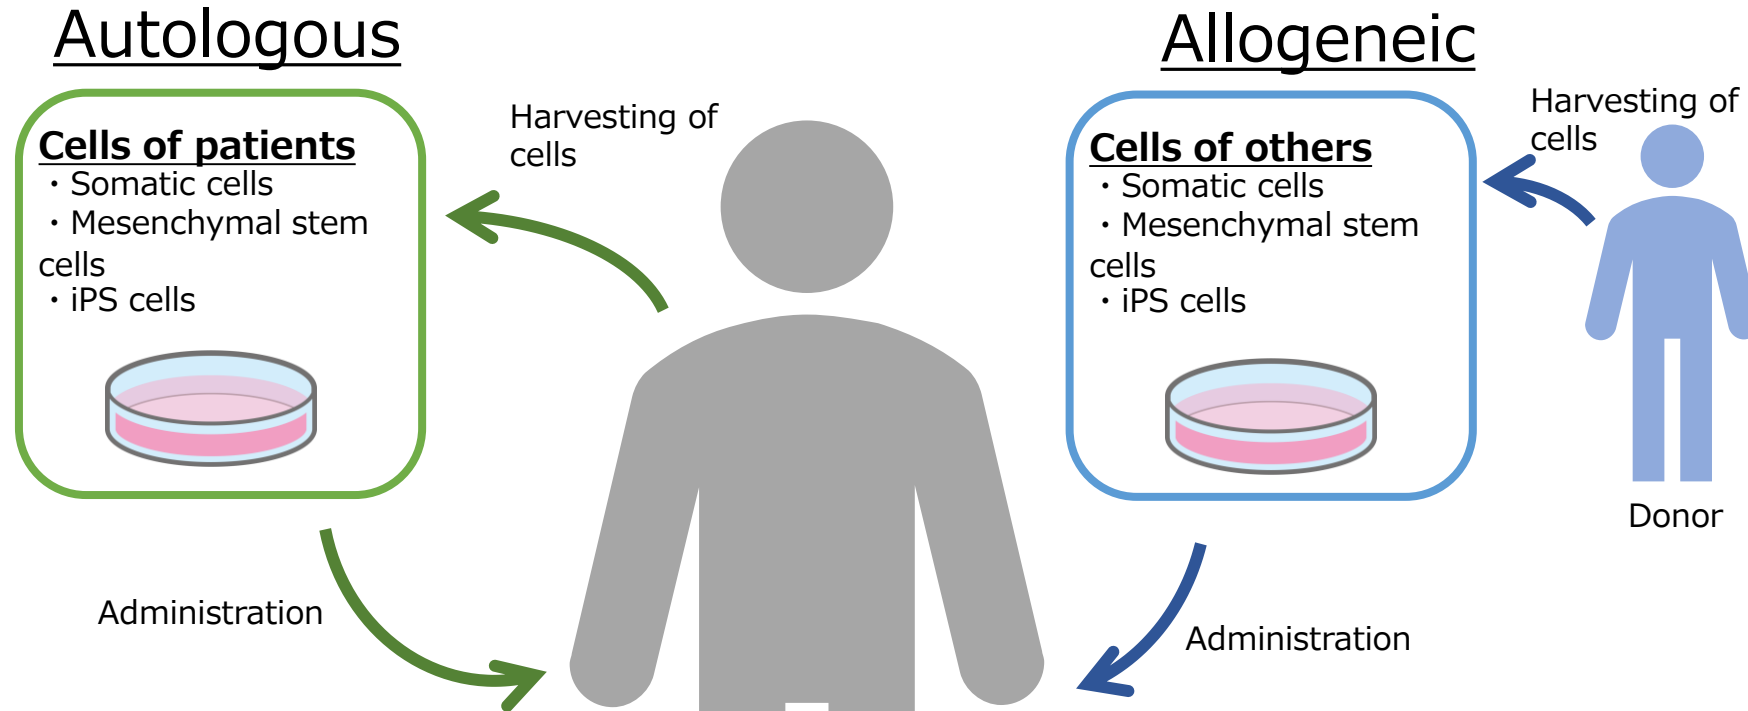 Autologous
Cells of patients
・Somatic cells
・Mesenchymal stem
cells
・iPS cells
Harvesting of
cells
Administration
Allogeneic
Cells of others
・Somatic cells
・Mesenchymal stem
cells
・iPS cells
Harvesting of
cells
Donor
Administration